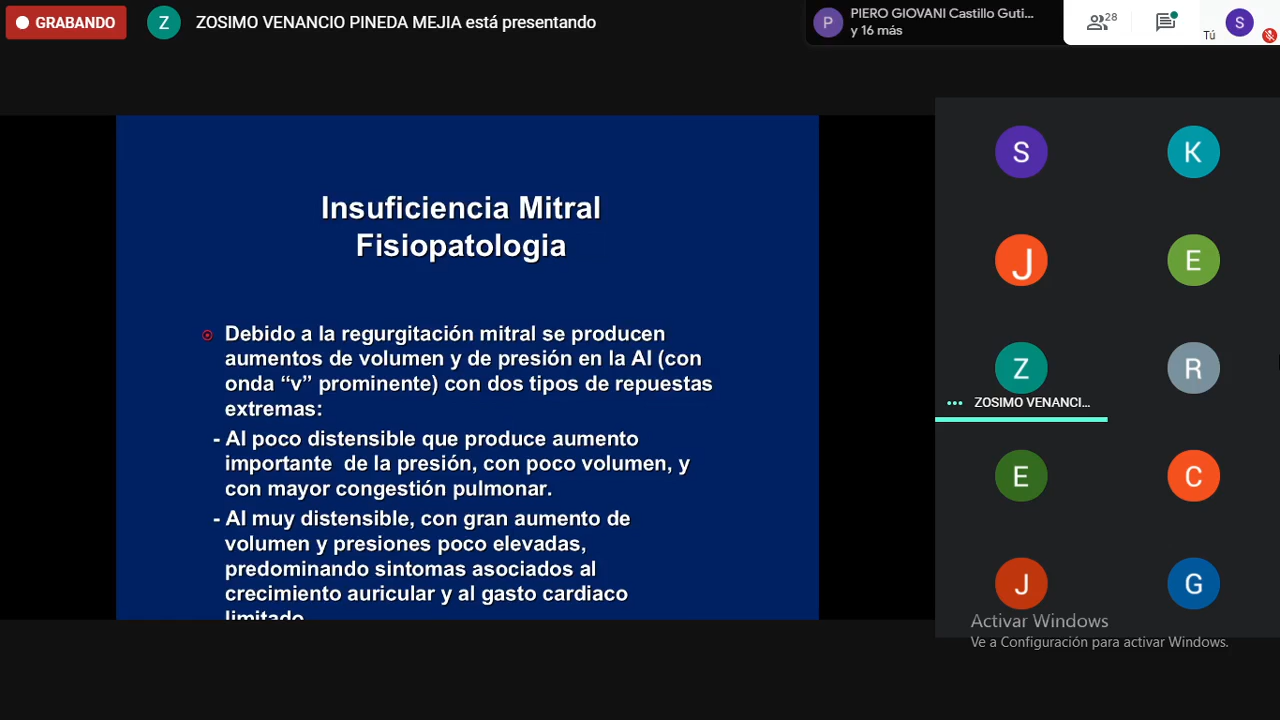 GRABANDO
Z
ZOSIMO VENANCIO PINEDA MEJIA está presentando
P
PIERO GIOVANI Castillo Guti...
y 16 más
28
Tú
S
Insuficiencia Mitral
Fisiopatologia
Debido a la regurgitación mitral se producen
aumentos de volumen y de presión en la AI (con
onda “v” prominente) con dos tipos de repuestas
extremas:
- AI poco distensible que produce aumento
importante de la presión, con poco volumen, y
con mayor congestión pulmonar.
- AI muy distensible, con gran aumento de
volumen y presiones poco elevadas,
predominando sintomas asociados al
crecimiento auricular y al gasto cardiaco
limitado
S
K
J
E
Z
R
ZOSIMO VENANCI...
E
C
J
G
Activar Windows
Ve a Configuración para activar Windows.